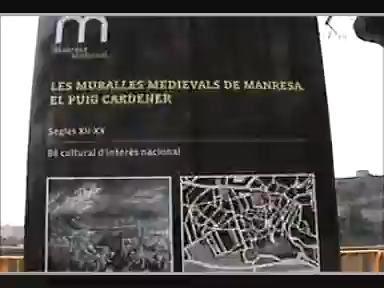 m
Manresa
LES MURALLES MEDIEVALS DE MANRESA
EL PUIG CARDENER
Segles XII-XX
Bé cultural d'interès nacional